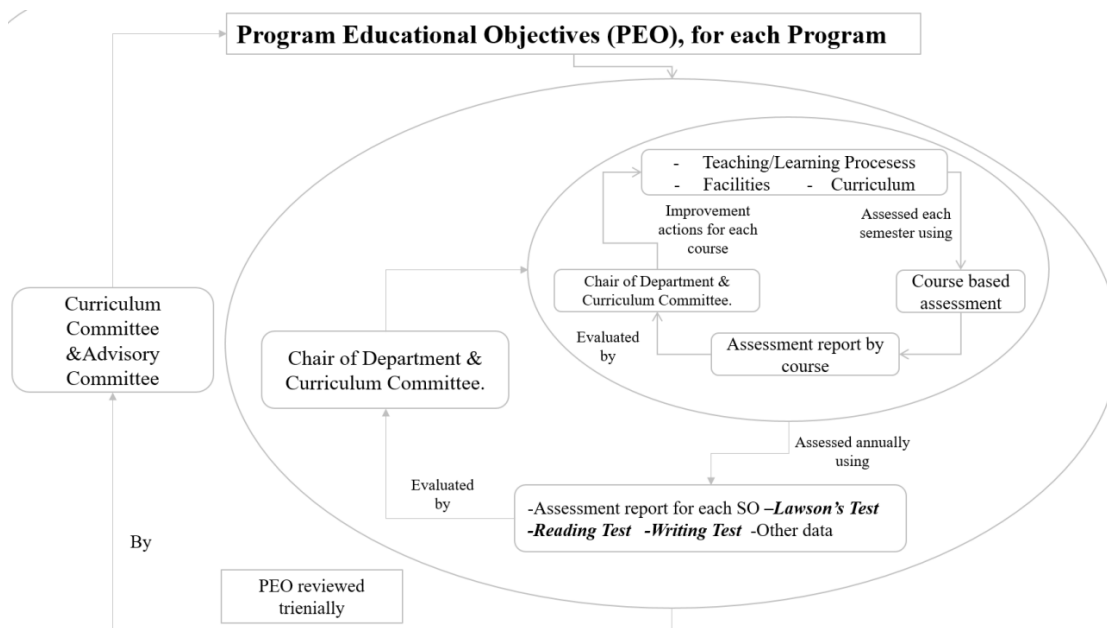 Program Educational Objectives (PEO), for each Program
- Teaching/Learning Procesess
- Facilities - Curriculum
Improvement
actions for each
course
Assessed each
semester using
Chair of Department &
Curriculum Committee.
Course based
assessment
Evaluated
by
Assessment report by
course
Curriculum
Committee
&Advisory
Committee
Chair of Department &
Curriculum Committee.
Assessed annually
using
Evaluated
by
-Assessment report for each SO –Lawson's Test
-Reading Test -Writing Test -Other data
By
PEO reviewed
trienially